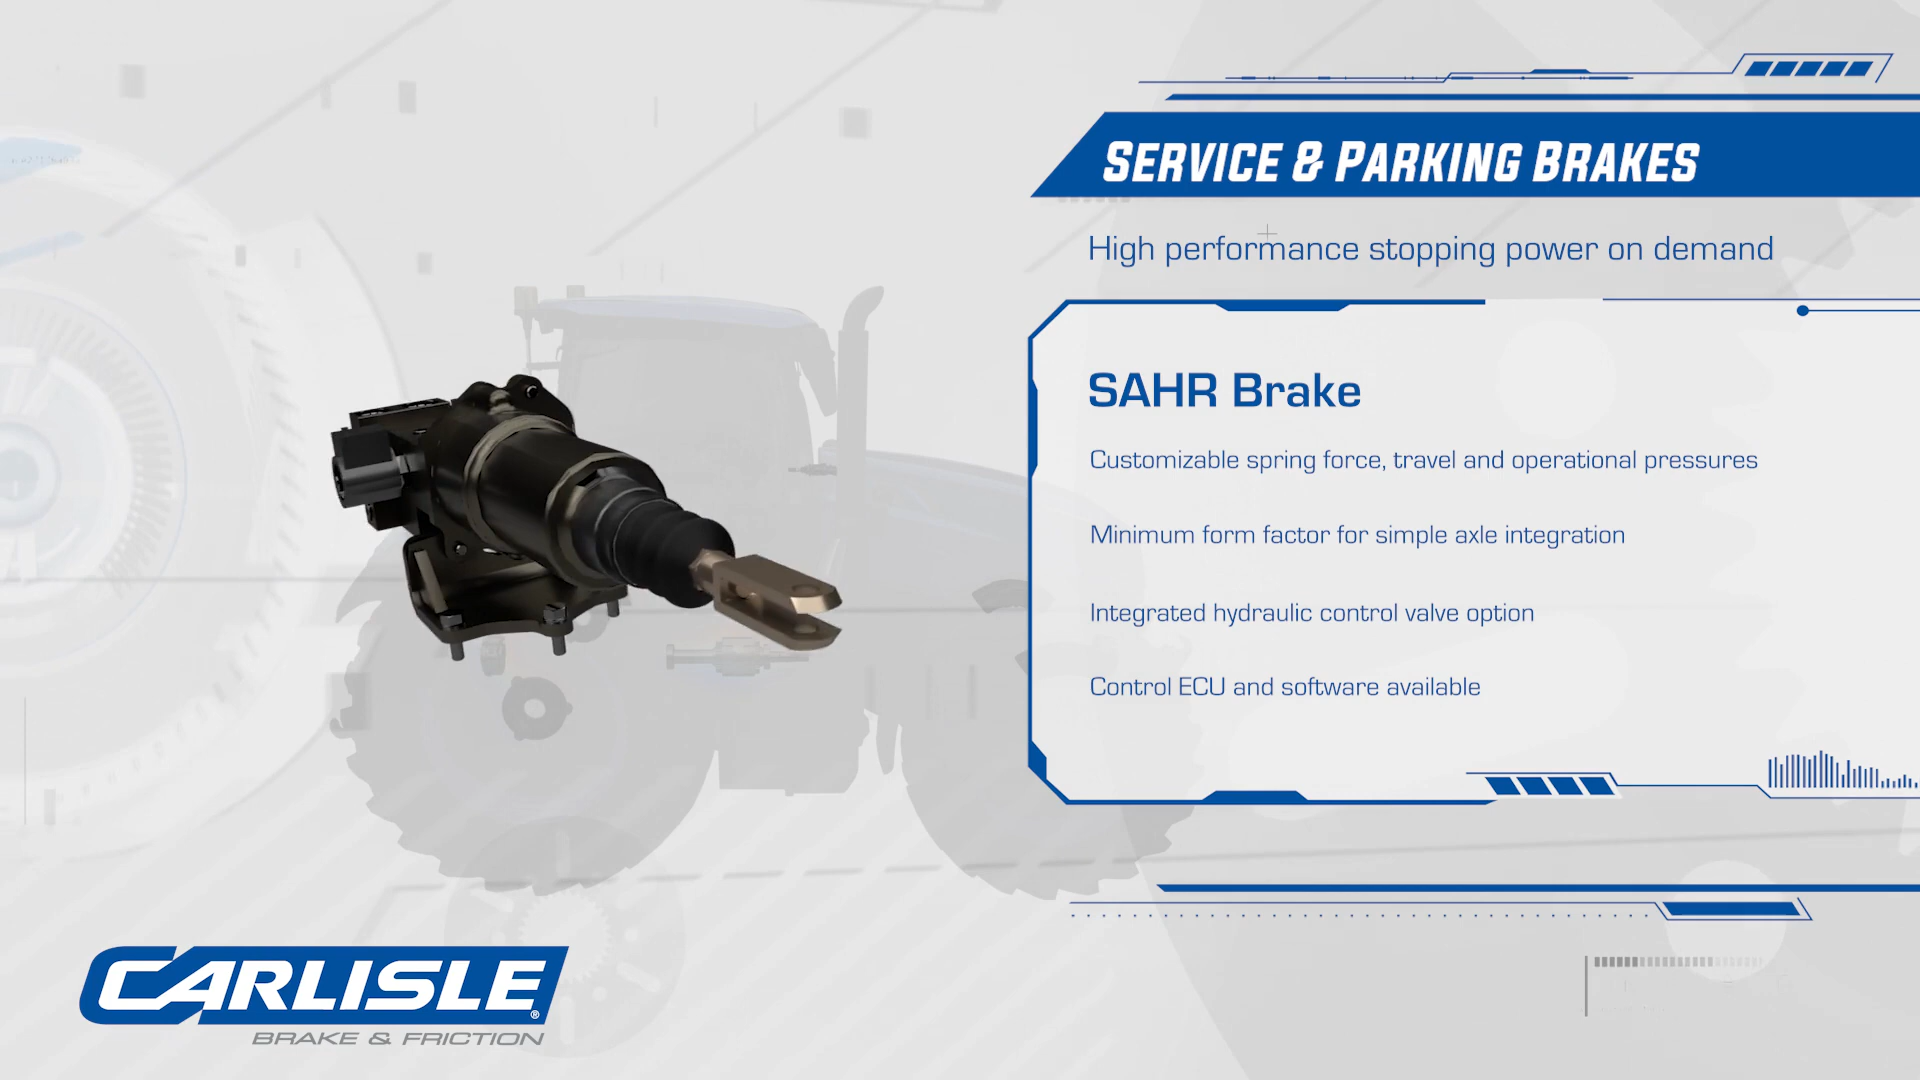 SERVICE & PARKING BRAKES
High performance stopping power on demand
SAHR Brake
Customizable spring force, travel and operational pressures
Minimum form factor for simple axle integration
Integrated hydraulic control valve option
Control ECU and software available
CARLISLE®
BRAKE & FRICTION